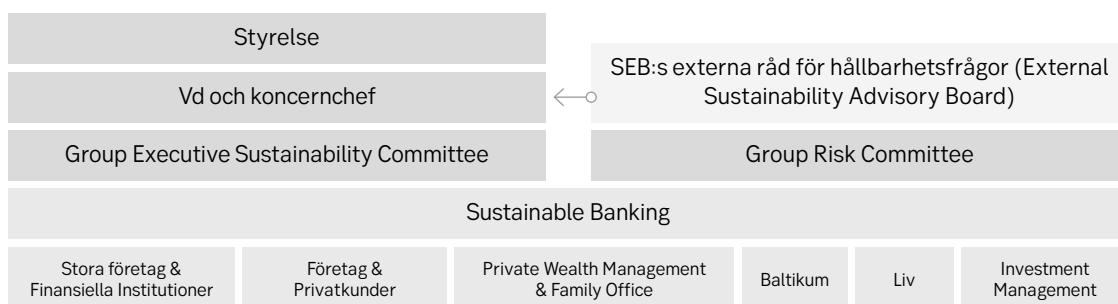 Styrelse
Vd och koncernchef
SEB:s externa råd för hållbarhetsfrågor (External
Sustainability Advisory Board)
Group Executive Sustainability Committee
Group Risk Committee
Sustainable Banking
Stora företag &
Finansiella Institutioner
Företag &
Privatkunder
Private Wealth Management
& Family Office
Baltikum
Liv
Investment
Management